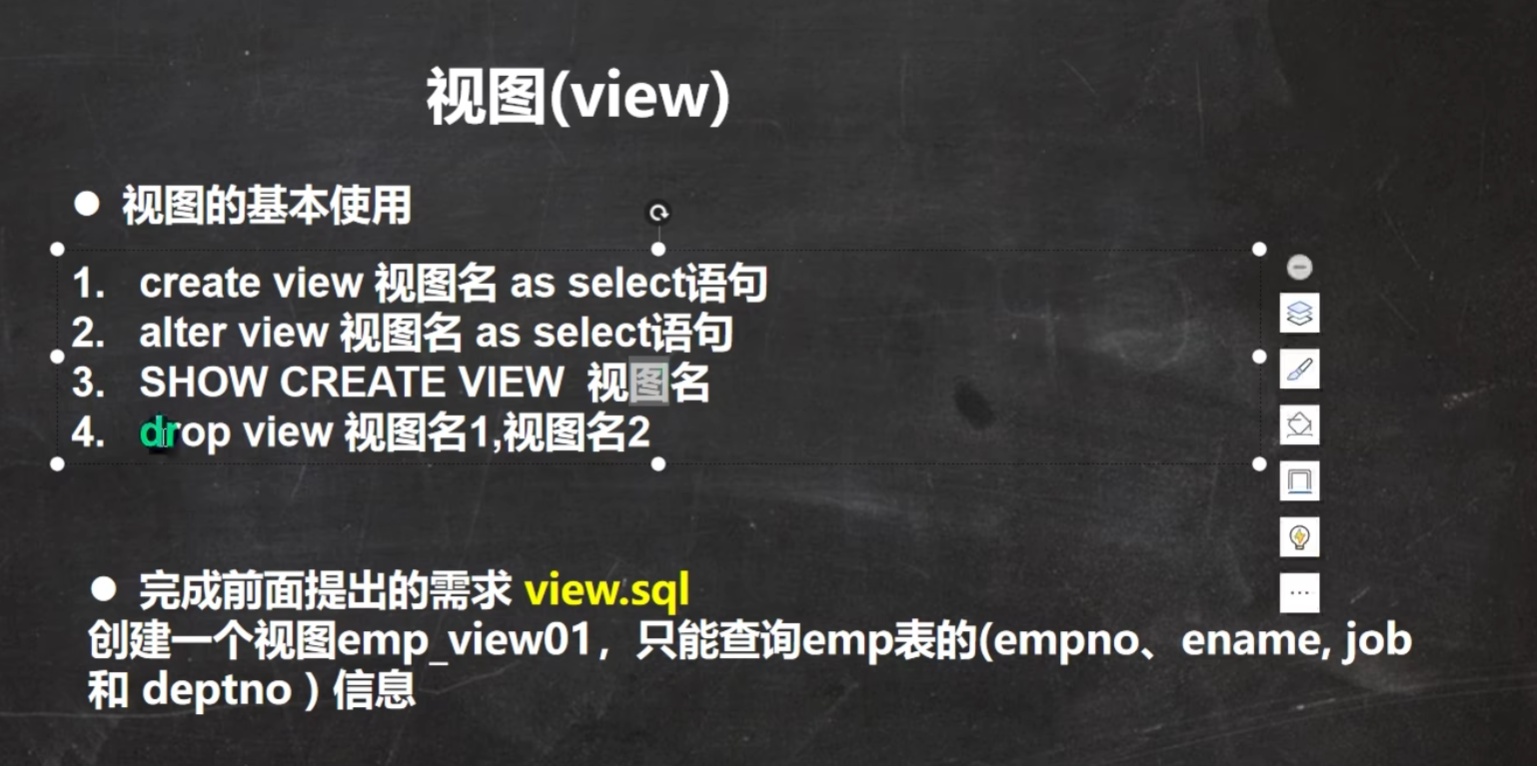 视图(view)
● 视图的基本使用
1. create view 视图名 as select语句
2. alter view 视图名 as select语句
3. SHOW CREATE VIEW 视图名
4. drop view 视图名1,视图名2
● 完成前面提出的需求 view.sql
创建一个视图emp_view01，只能查询emp表的(empno、ename, job
和 deptno ) 信息